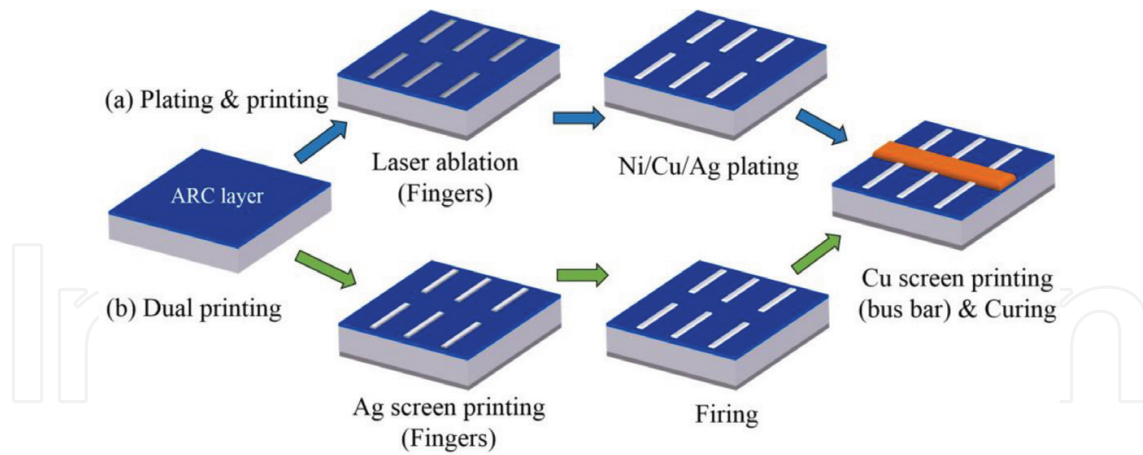 (a) Plating & printing
Laser ablation
(Fingers)
Ni/Cu/Ag plating
ARC layer
(b) Dual printing
Ag screen printing
(Fingers)
Firing
Cu screen printing
(bus bar) & Curing